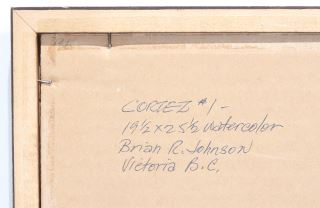 CORTEZ #1 -
19½ x 25½ Watercolor
Brian R. Johnson
Victoria B.C.